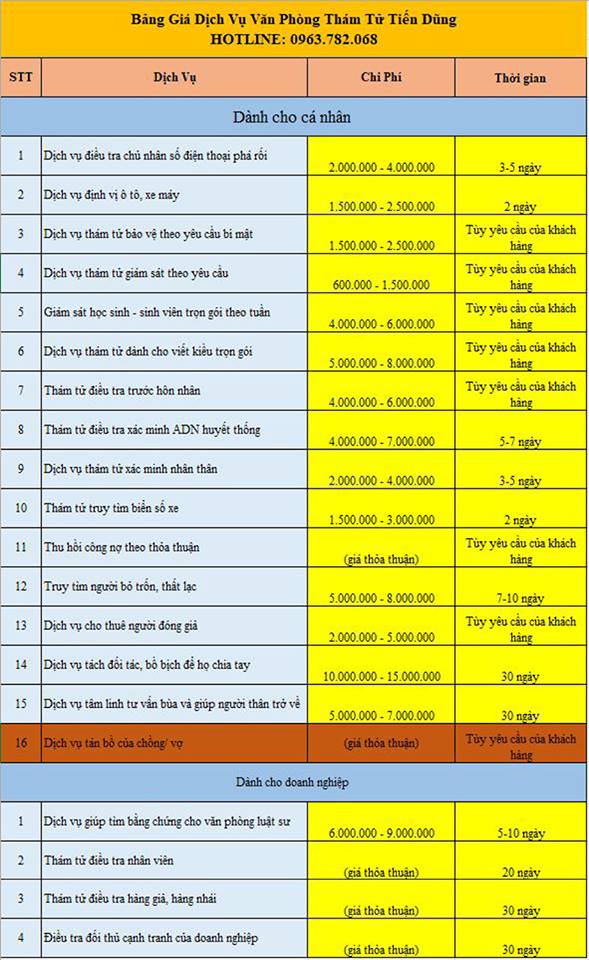 Bảng Giá Dịch Vụ Văn Phòng Thám Tử Tiến Dũng
HOTLINE: 0963.782.068
STT Dịch Vụ Chi Phí Thời gian
Dành cho cá nhân
1 Dịch vụ điều tra chủ nhân số điện thoại phá rối 2.000.000 - 4.000.000 3-5 ngày
2 Dịch vụ định vị ô tô, xe máy 1.500.000 - 2.500.000 2 ngày
3 Dịch vụ thám tử bảo vệ theo yêu cầu bí mật 1.500.000 - 2.500.000 Tùy yêu cầu của khách
hàng
4 Dịch vụ thám tử giám sát theo yêu cầu 600.000 - 1.500.000 Tùy yêu cầu của khách
hàng
5 Giám sát học sinh - sinh viên trọn gói theo tuần 4.000.000 - 6.000.000 Tùy yêu cầu của khách
hàng
6 Dịch vụ thám tử dành cho viết kiều trọn gói 5.000.000 - 8.000.000 Tùy yêu cầu của khách
hàng
7 Thám tử điều tra trước hôn nhân 4.000.000 - 6.000.000 Tùy yêu cầu của khách
hàng
8 Thám tử điều tra xác minh ADN huyết thống 4.000.000 - 7.000.000 5-7 ngày
9 Dịch vụ thám tử xác minh nhân thân 2.000.000 - 4.000.000 3-5 ngày
10 Thám tử truy tìm biển số xe 1.500.000 - 3.000.000 2 ngày
11 Thu hồi công nợ theo thỏa thuận (giá thỏa thuận) Tùy yêu cầu của khách
hàng
12 Truy tìm người bỏ trốn, thất lạc 5.000.000 - 8.000.000 7-10 ngày
13 Dịch vụ cho thuê người đóng giả 2.000.000 - 5.000.000 Tùy yêu cầu của khách
hàng
14 Dịch vụ tách đối tác, bồ bịch để họ chia tay 10.000.000 - 15.000.000 30 ngày
15 Dịch vụ tâm linh tư vấn bùa và giúp người thân trở về 5.000.000 - 7.000.000 30 ngày
16 Dịch vụ tán bồ của chồng/ vợ (giá thỏa thuận) Tùy yêu cầu của khách
hàng
Dành cho doanh nghiệp
1 Dịch vụ giúp tìm bằng chứng cho văn phòng luật sư 6.000.000 - 9.000.000 5-10 ngày
2 Thám tử điều tra nhân viên (giá thỏa thuận) 20 ngày
3 Thám tử điều tra hàng giả, hàng nhái (giá thỏa thuận) 30 ngày
4 Điều tra đối thủ cạnh tranh của doanh nghiệp (giá thỏa thuận) 30 ngày